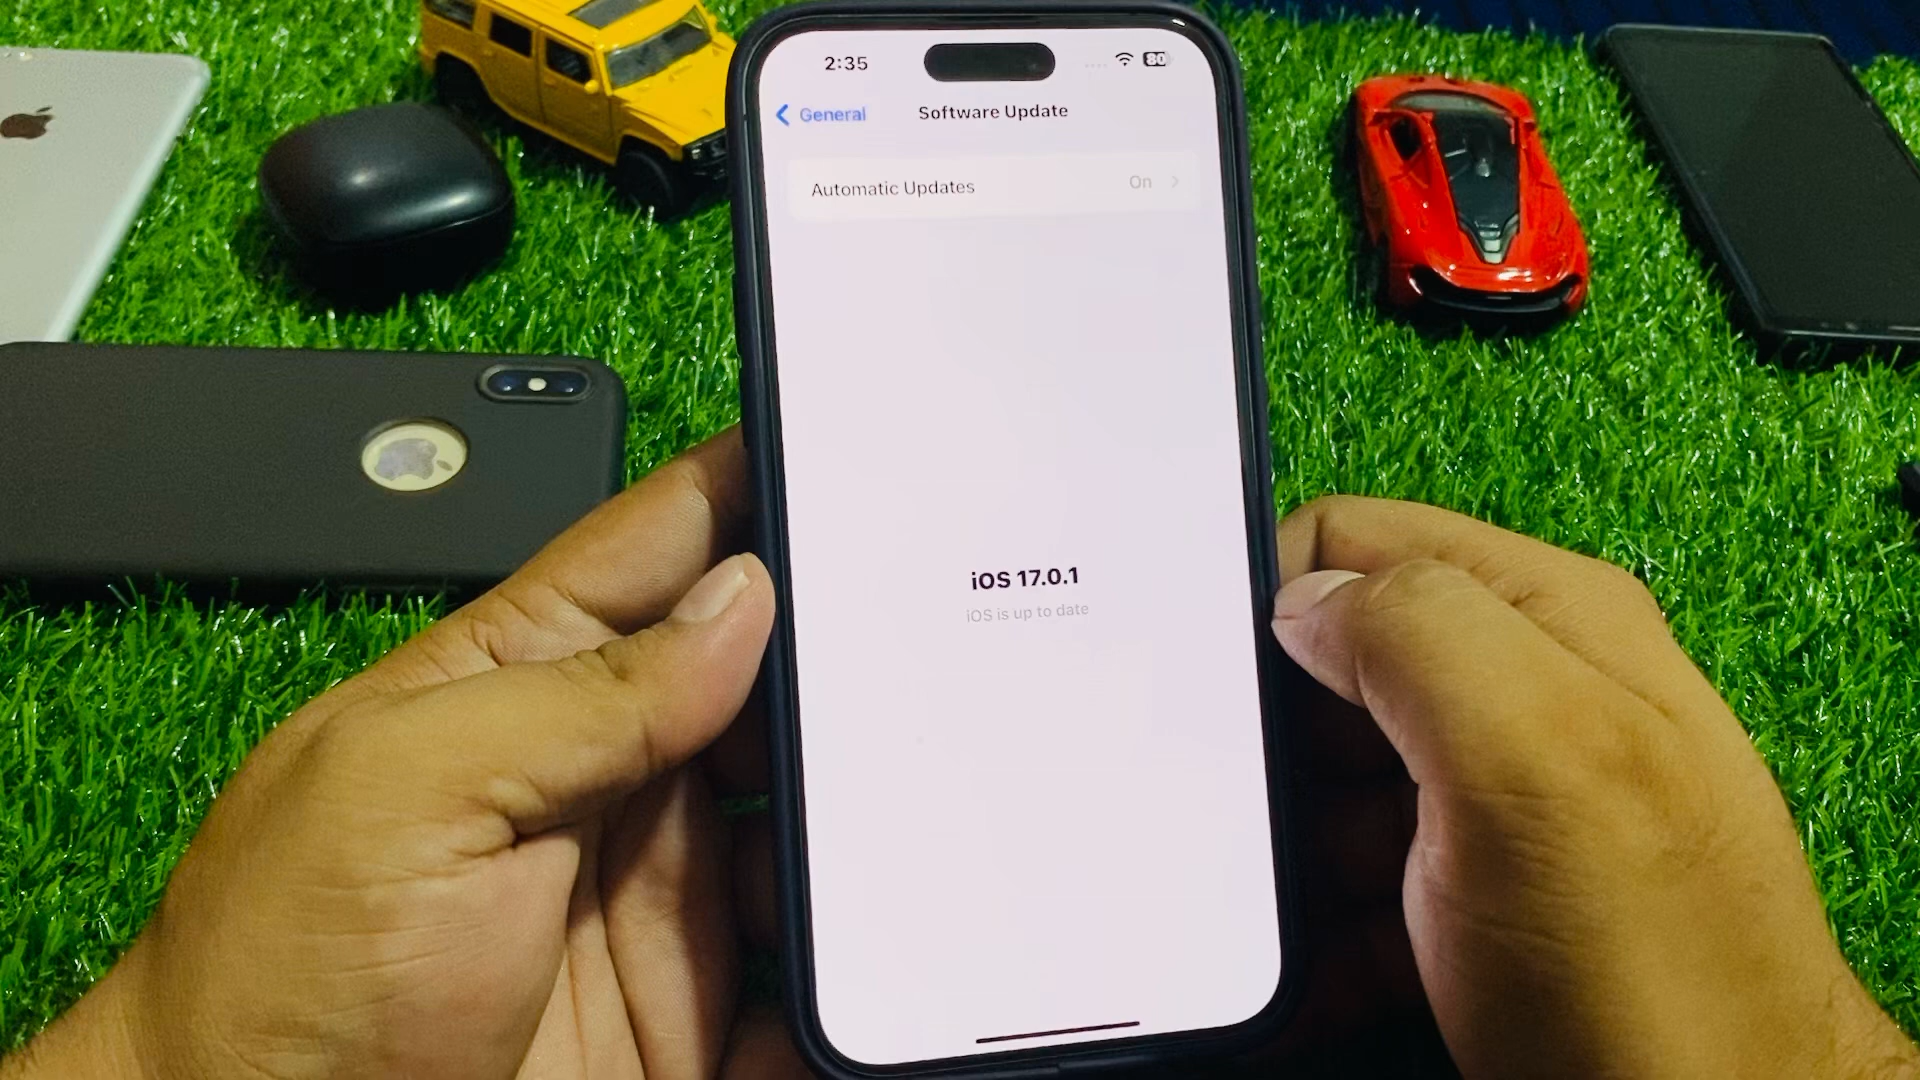 2:35
80
General
Software Update
Automatic Updates
On
iOS 17.0.1
iOS is up to date